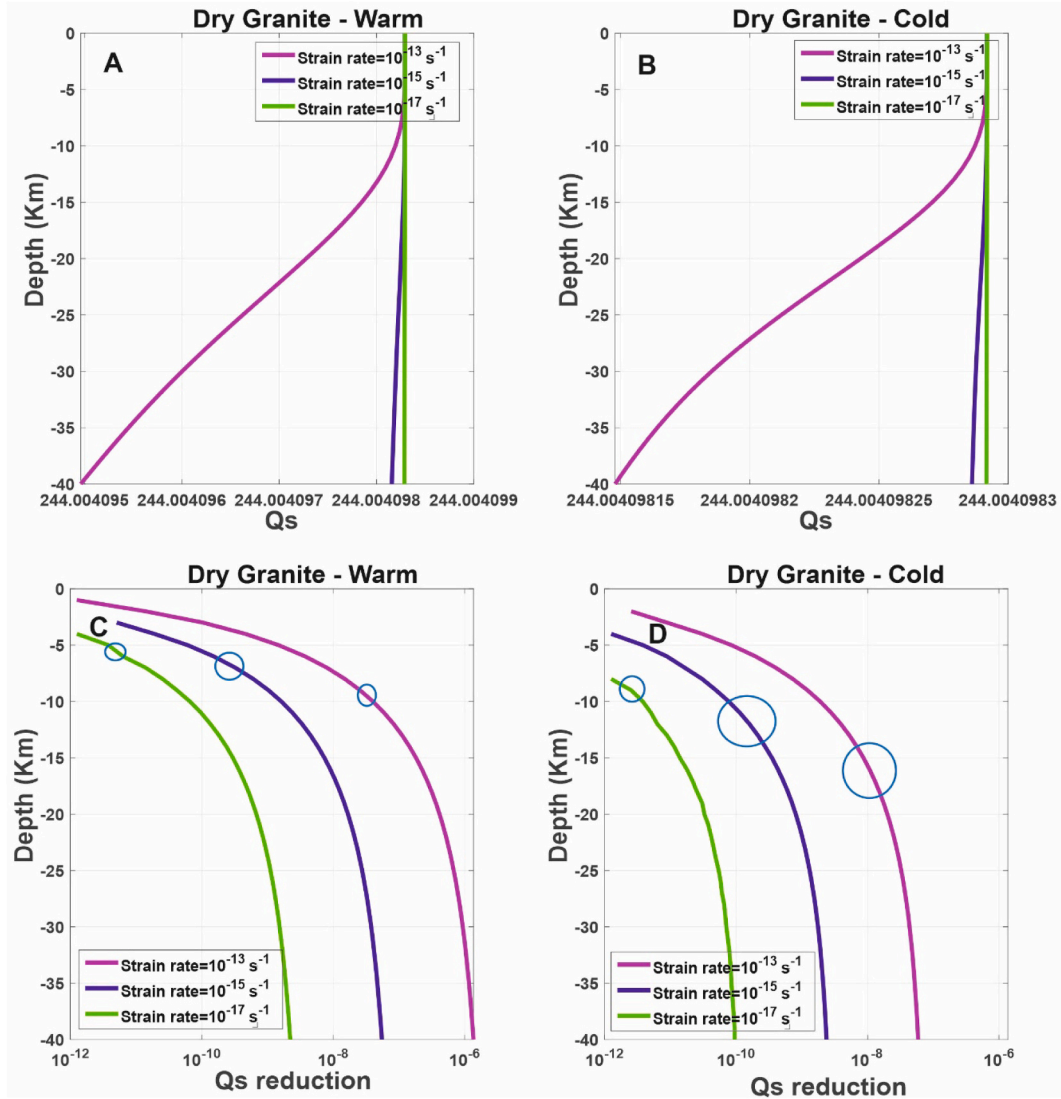 Dry Granite - Warm
A
Strain rate=10⁻¹³ s⁻¹
Strain rate=10⁻¹⁵ s⁻¹
Strain rate=10⁻¹⁷ s⁻¹
0
-5
-10
-15
-20
-25
-30
-35
-40
Depth (Km)
244.004095 244.004096 244.004097 244.004098 244.004099
Qs
Dry Granite - Cold
B
Strain rate=10⁻¹³ s⁻¹
Strain rate=10⁻¹⁵ s⁻¹
Strain rate=10⁻¹⁷ s⁻¹
0
-5
-10
-15
-20
-25
-30
-35
-40
Depth (Km)
244.00409815 244.0040982 244.00409825 244.0040983
Qs
Dry Granite - Warm
C
0
-5
-10
-15
-20
-25
-30
-35
-40
Depth (Km)
Strain rate=10⁻¹³ s⁻¹
Strain rate=10⁻¹⁵ s⁻¹
Strain rate=10⁻¹⁷ s⁻¹
10⁻¹² 10⁻¹⁰ 10⁻⁸ 10⁻⁶
Qs reduction
Dry Granite - Cold
D
0
-5
-10
-15
-20
-25
-30
-35
-40
Depth (Km)
Strain rate=10⁻¹³ s⁻¹
Strain rate=10⁻¹⁵ s⁻¹
Strain rate=10⁻¹⁷ s⁻¹
10⁻¹² 10⁻¹⁰ 10⁻⁸ 10⁻⁶
Qs reduction